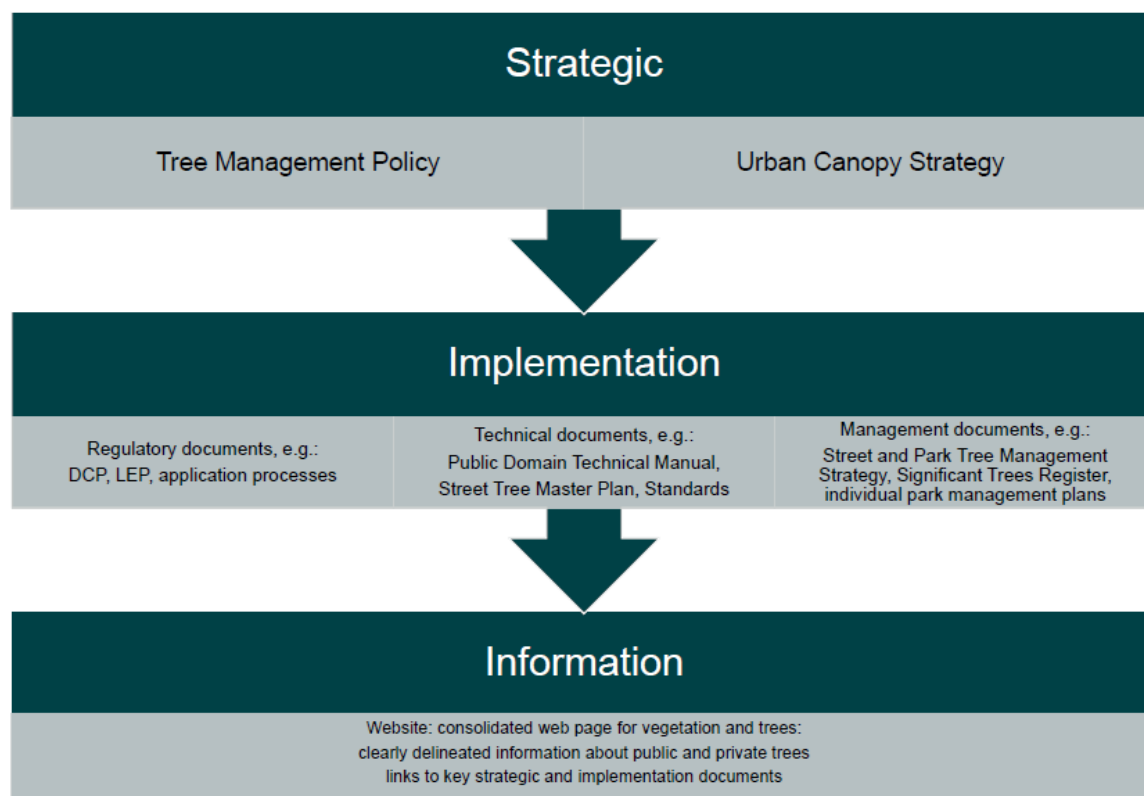 Strategic
Tree Management Policy
Urban Canopy Strategy
Implementation
Regulatory documents, e.g.:
DCP, LEP, application processes
Technical documents, e.g.:
Public Domain Technical Manual,
Street Tree Master Plan, Standards
Management documents, e.g.:
Street and Park Tree Management
Strategy, Significant Trees Register,
individual park management plans
Information
Website: consolidated web page for vegetation and trees:
clearly delineated information about public and private trees
links to key strategic and implementation documents